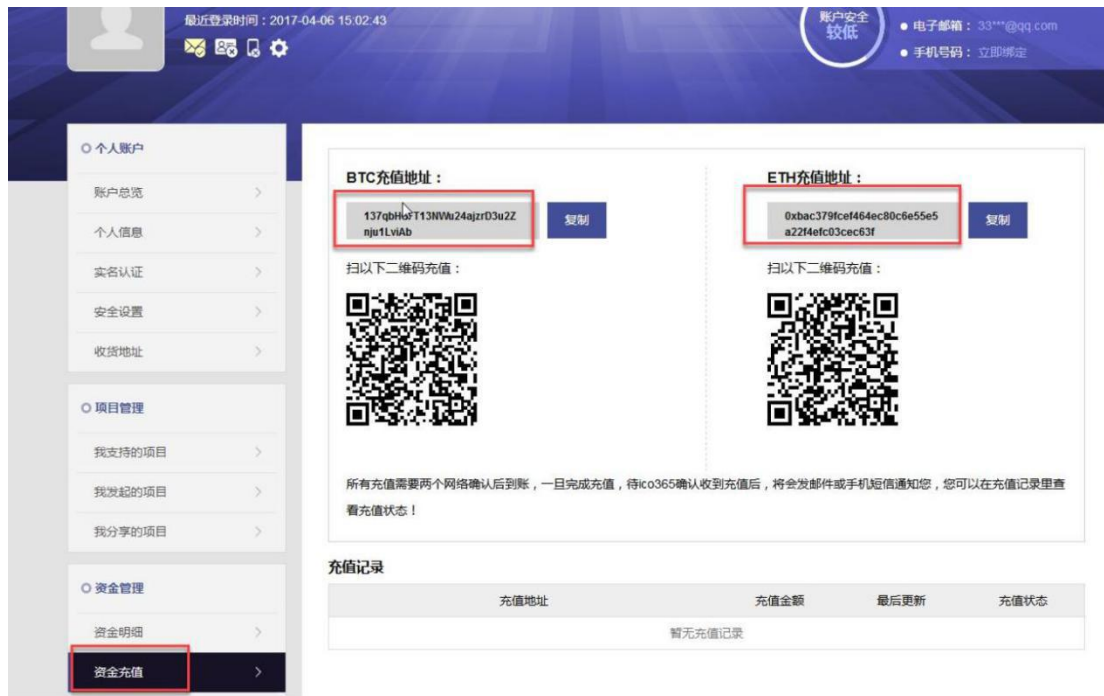 最近登录时间：2017-04-06 15:02:43
账户安全
较低
电子邮箱：33***@qq.com
手机号码：立即绑定
个人账户
账户总览
个人信息
实名认证
安全设置
收货地址
项目管理
我支持的项目
我发起的项目
我分享的项目
资金管理
资金明细
资金充值
BTC充值地址：
nju1LviAb
复制
扫以下二维码充值：
ETH充值地址：
0xbac379fcef464ec80c6e55e5
a22f4efc03cec63f
复制
扫以下二维码充值：
所有充值需要两个网络确认后到账，一旦完成充值，待ico365确认收到充值后，将会发邮件或手机短信通知您，您可以在充值记录里查
看充值状态！
充值记录
充值地址 充值金额 最后更新 充值状态
暂无充值记录